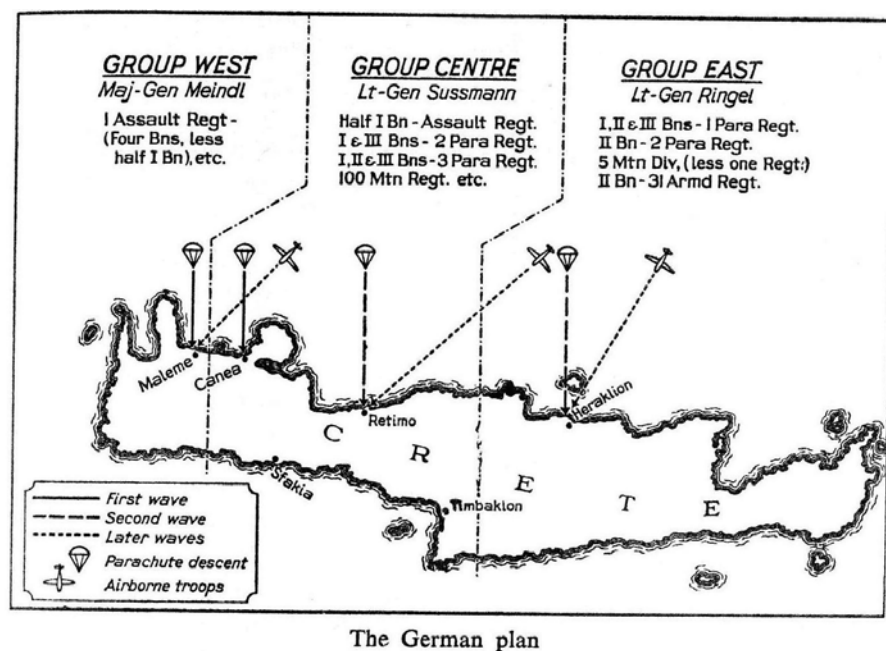 GROUP WEST
Maj-Gen Meindl
I Assault Regt-
(Four Bns, less
half I Bn), etc.
GROUP CENTRE
Lt-Gen Sussmann
Half I Bn-Assault Regt.
I & III Bns-2 Para Regt.
I,II & III Bns-3 Para Regt.
100 Mtn Regt. etc.
GROUP EAST
Lt-Gen Ringel
I,II & III Bns-I Para Regt.
II Bn-2 Para Regt.
5 Mtn Div, (less one Regt:)
II Bn-31 Armd Regt.
Maleme
Canea
Retimo
Heraklion
CRETE
Sfakia
Timbaklon
First wave
Second wave
Later waves
Parachute descent
Airborne troops
The German plan